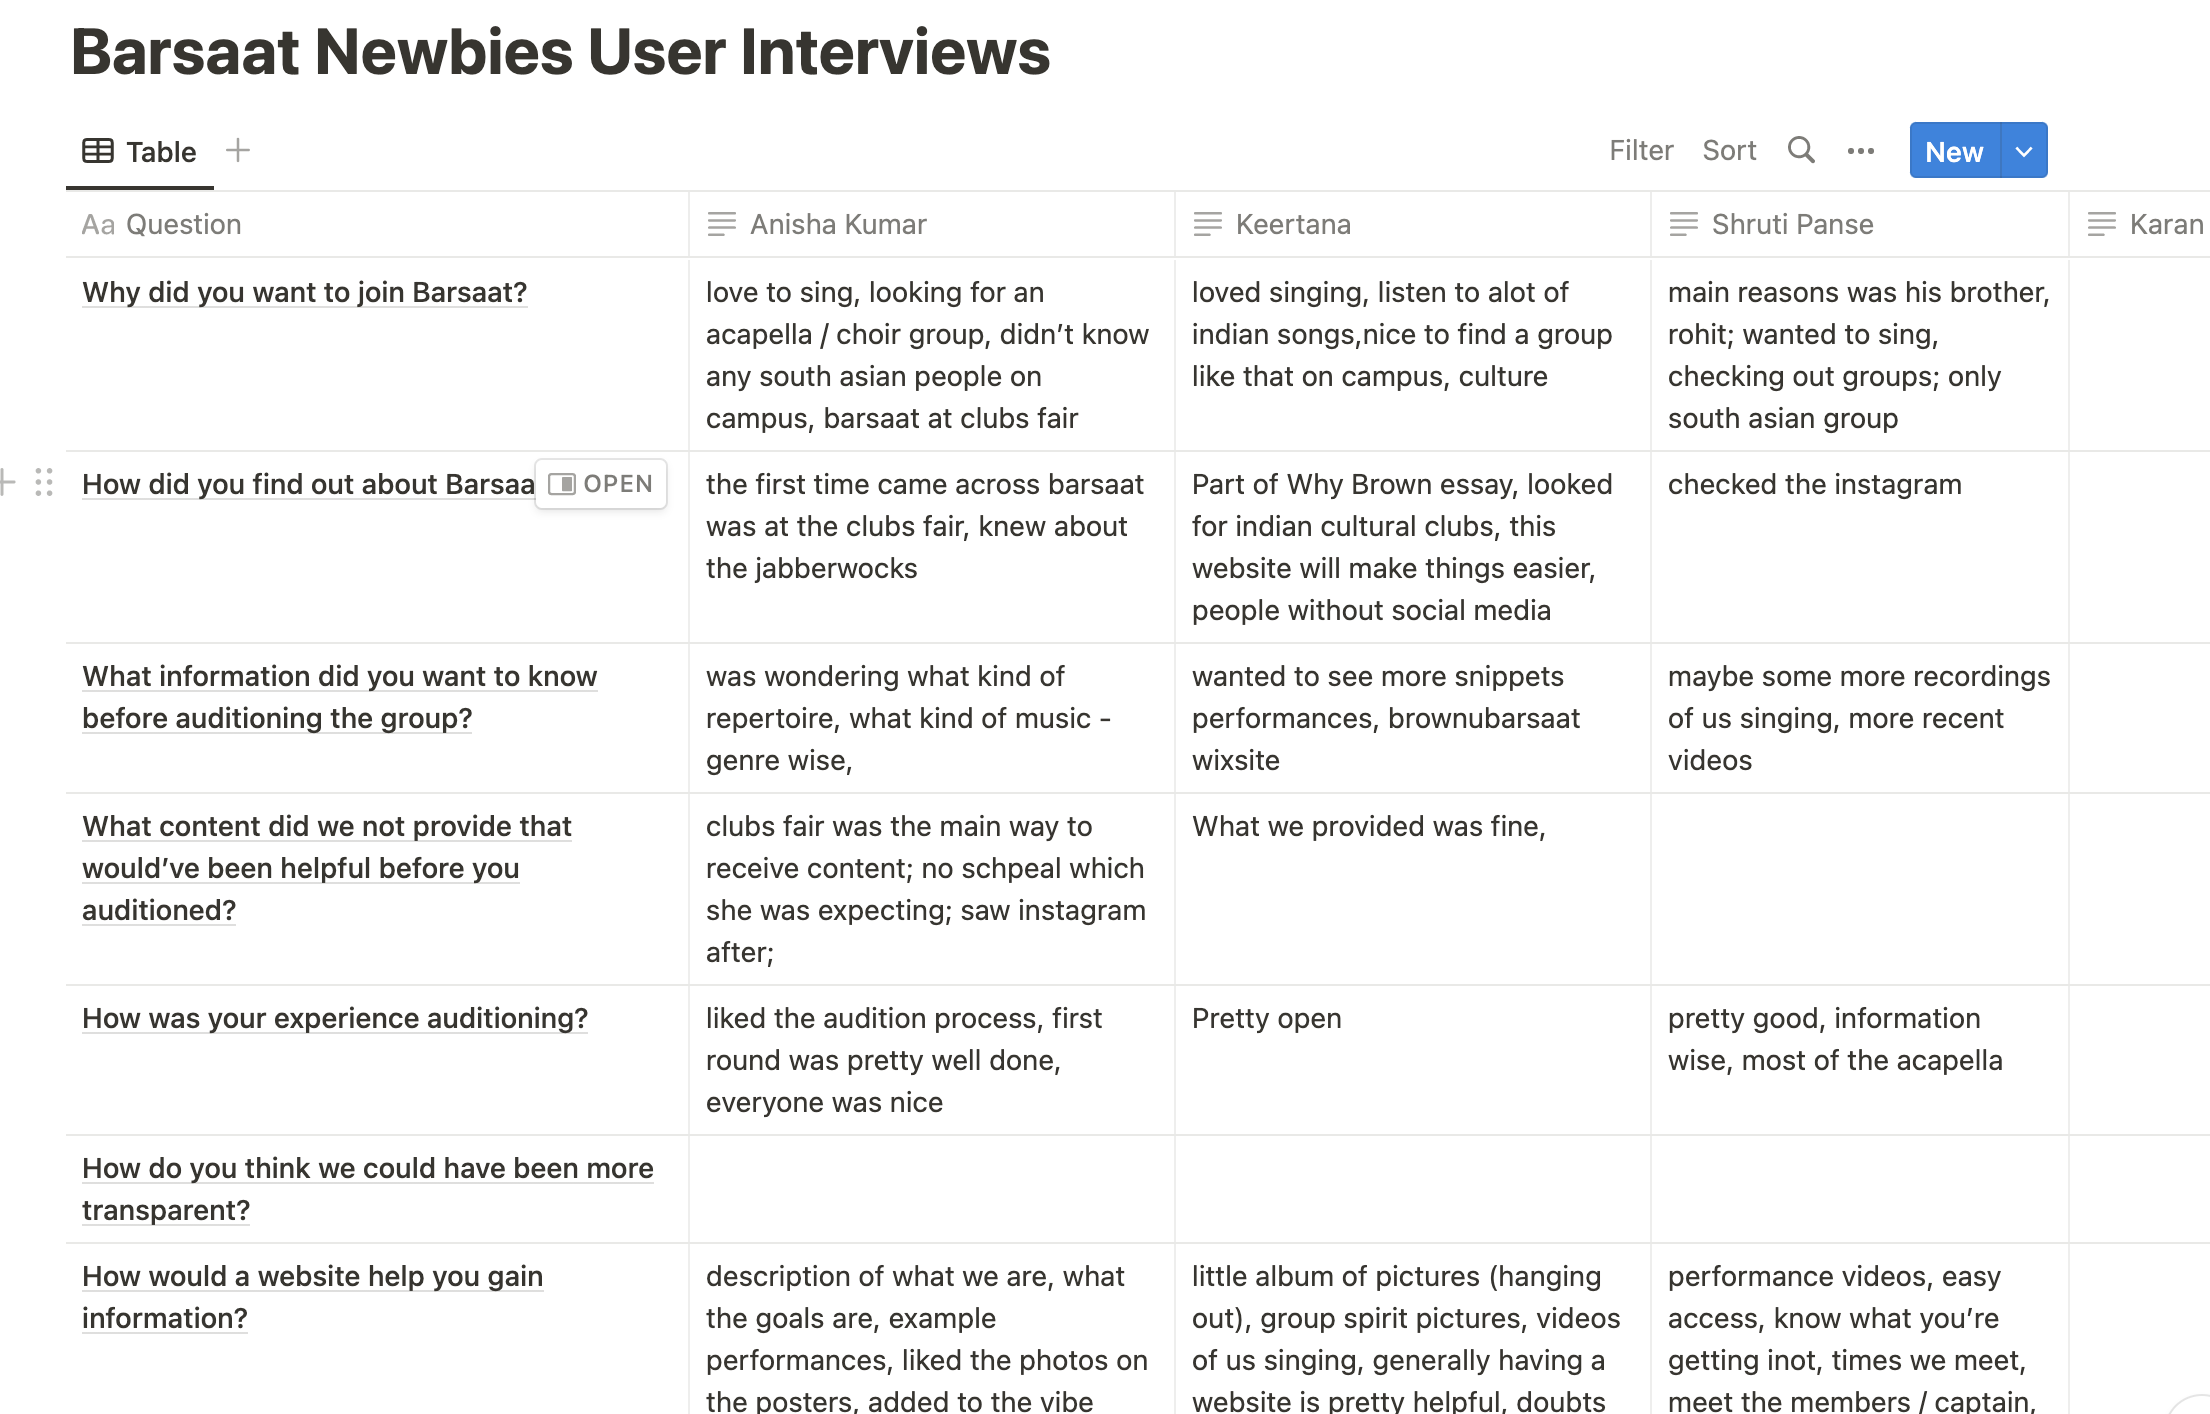 Barsaat Newbies User Interviews
Table
Filter Sort New
Aa Question
Anisha Kumar
Keertana
Shruti Panse
Karan
Why did you want to join Barsaat?
love to sing, looking for an
acapella / choir group, didn't know
any south asian people on
campus, barsaat at clubs fair
loved singing, listen to alot of
indian songs,nice to find a group
like that on campus, culture
main reasons was his brother,
rohit; wanted to sing,
checking out groups; only
south asian group
How did you find out about Barsaa
OPEN
the first time came across barsaat
was at the clubs fair, knew about
the jabberwocks
Part of Why Brown essay, looked
for indian cultural clubs, this
website will make things easier,
people without social media
checked the instagram
What information did you want to know
before auditioning the group?
was wondering what kind of
repertoire, what kind of music -
genre wise,
wanted to see more snippets
performances, brownubarsaat
wixsite
maybe some more recordings
of us singing, more recent
videos
What content did we not provide that
would've been helpful before you
auditioned?
clubs fair was the main way to
receive content; no schpeal which
she was expecting; saw instagram
after;
What we provided was fine,
How was your experience auditioning?
liked the audition process, first
round was pretty well done,
everyone was nice
Pretty open
pretty good, information
wise, most of the acapella
How do you think we could have been more
transparent?
How would a website help you gain
information?
description of what we are, what
the goals are, example
performances, liked the photos on
the posters, added to the vibe
little album of pictures (hanging
out), group spirit pictures, videos
of us singing, generally having a
website is pretty helpful, doubts
performance videos, easy
access, know what you're
getting inot, times we meet,
meet the members / captain,